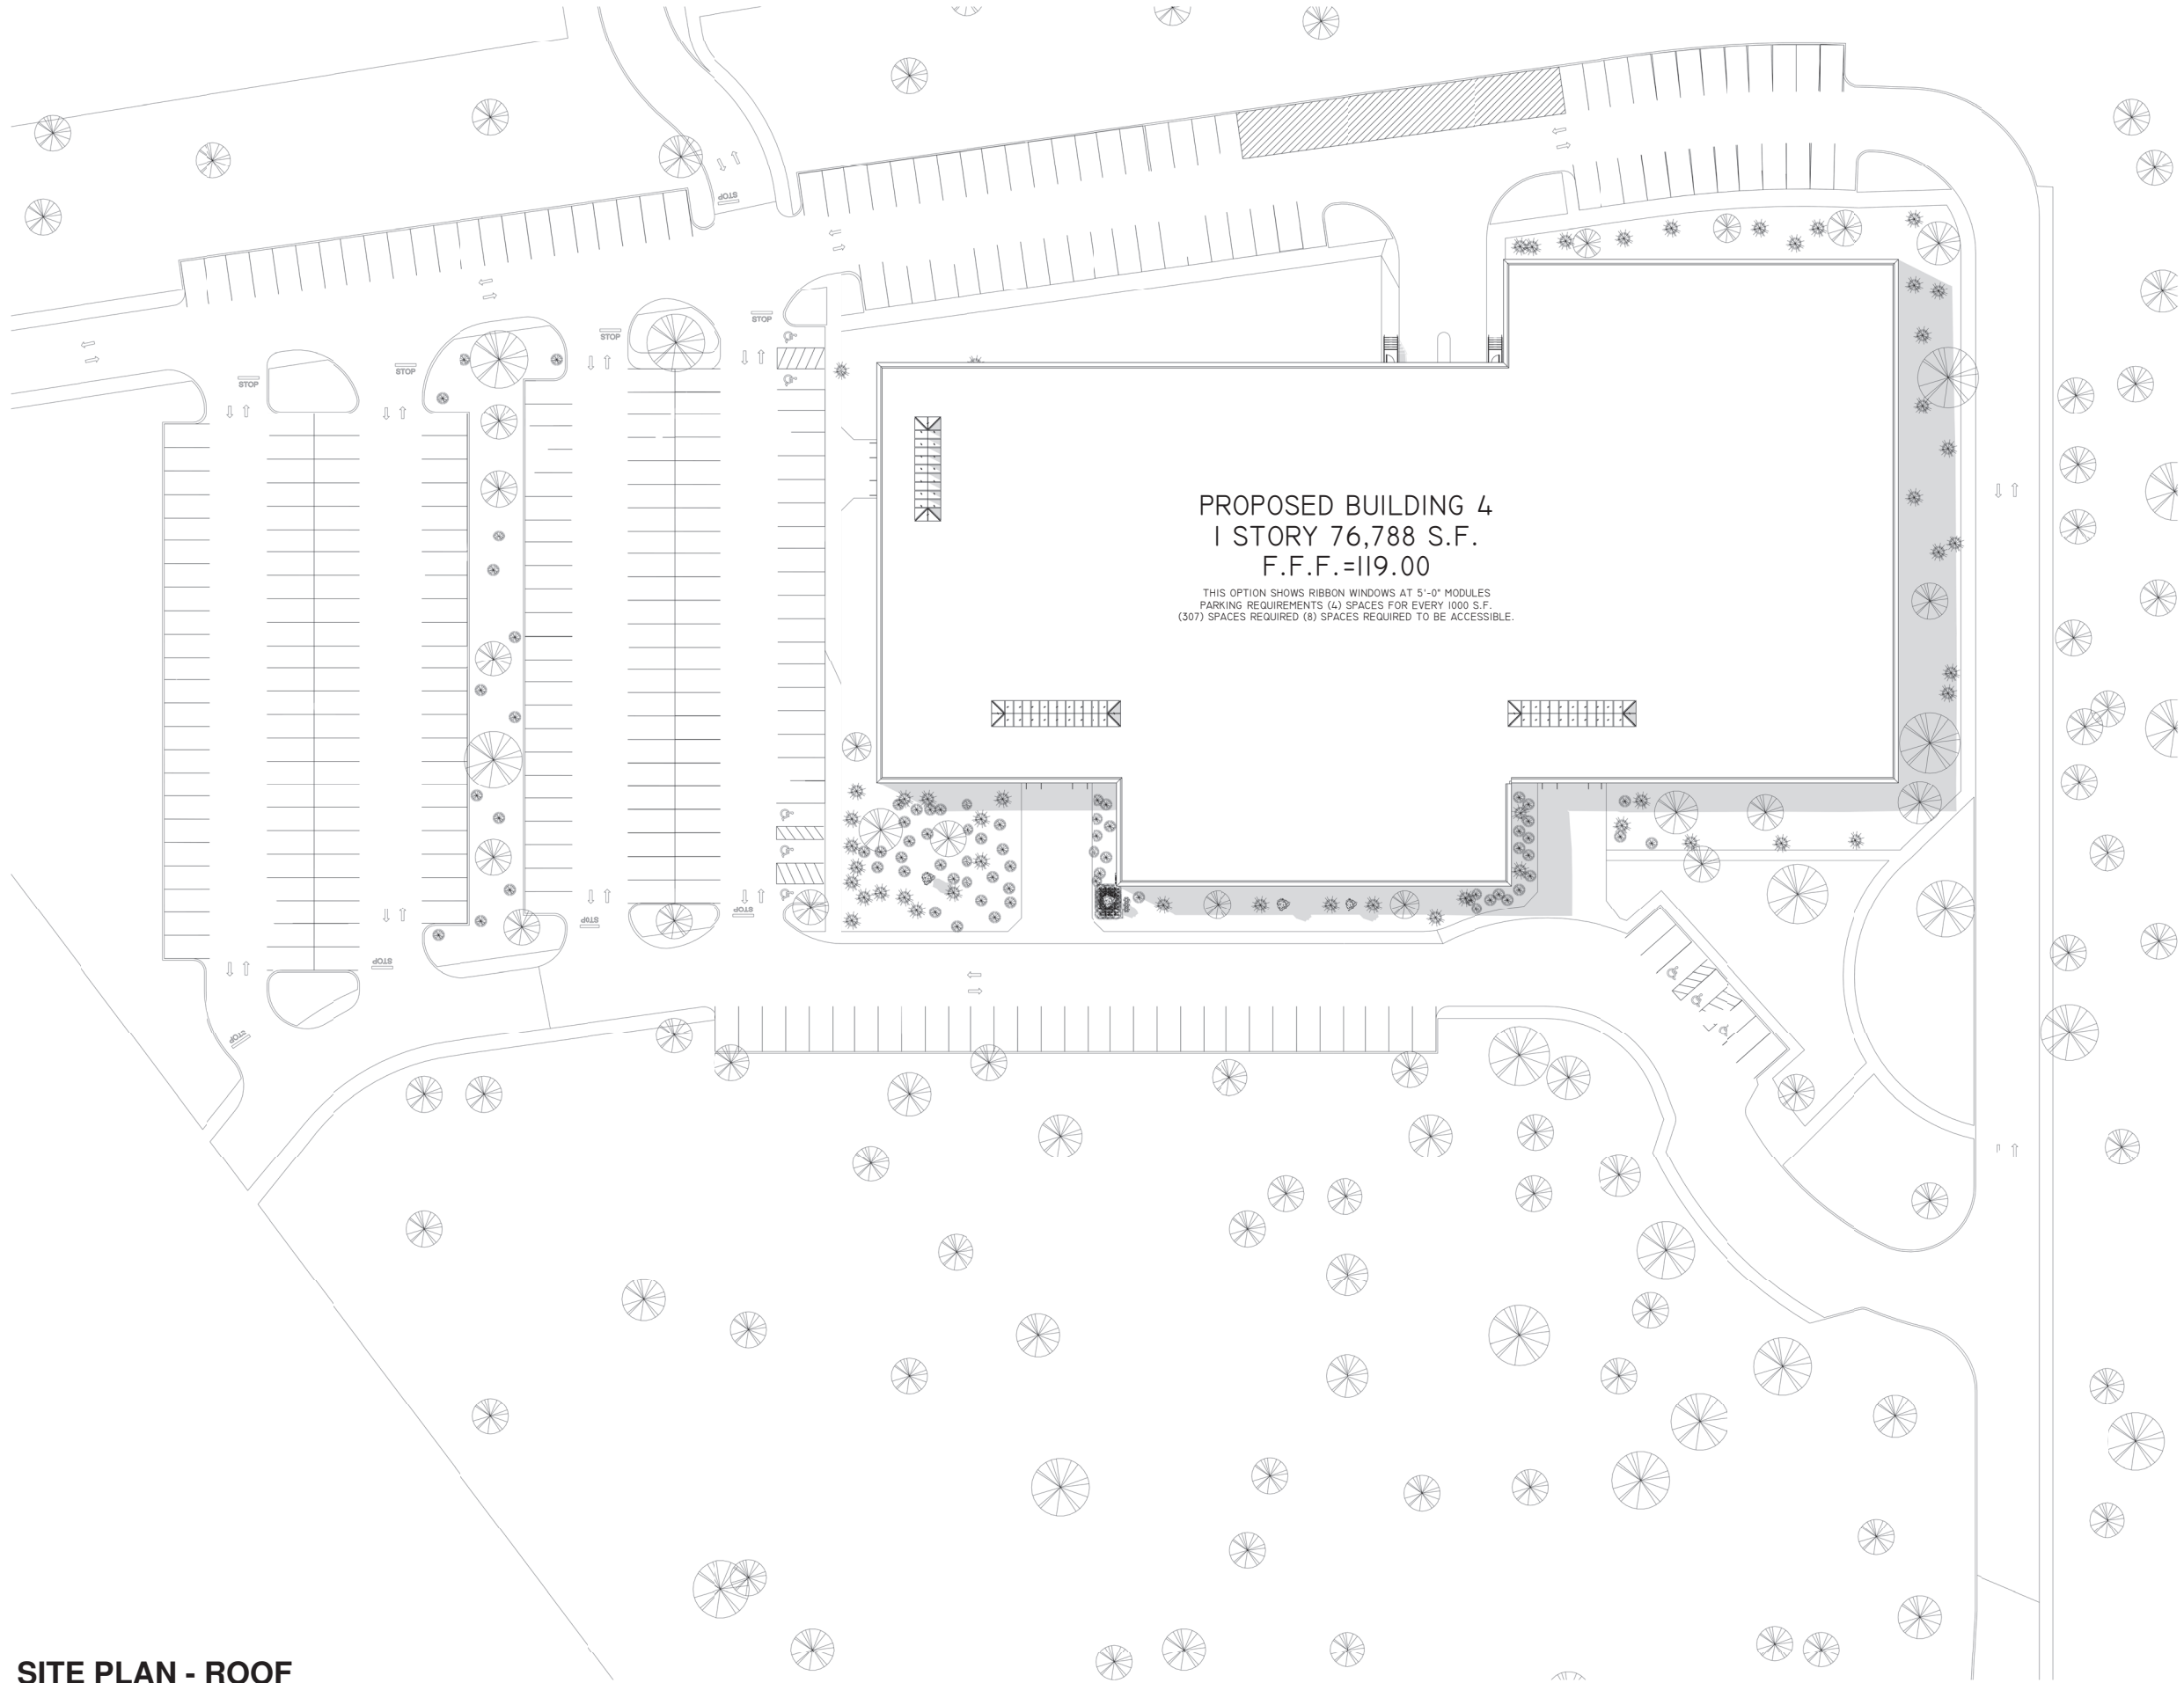 STOP
STOP
STOP
STOP
STOP
PROPOSED BUILDING 4
1 STORY 76,788 S.F.
F.F.F.=119.00
THIS OPTION SHOWS RIBBON WINDOWS AT 5'-0" MODULES
PARKING REQUIREMENTS (4) SPACES FOR EVERY 1000 S.F.
(307) SPACES REQUIRED (8) SPACES REQUIRED TO BE ACCESSIBLE.
STOP
STOP
STOP
STOP
SITE PLAN - ROOF